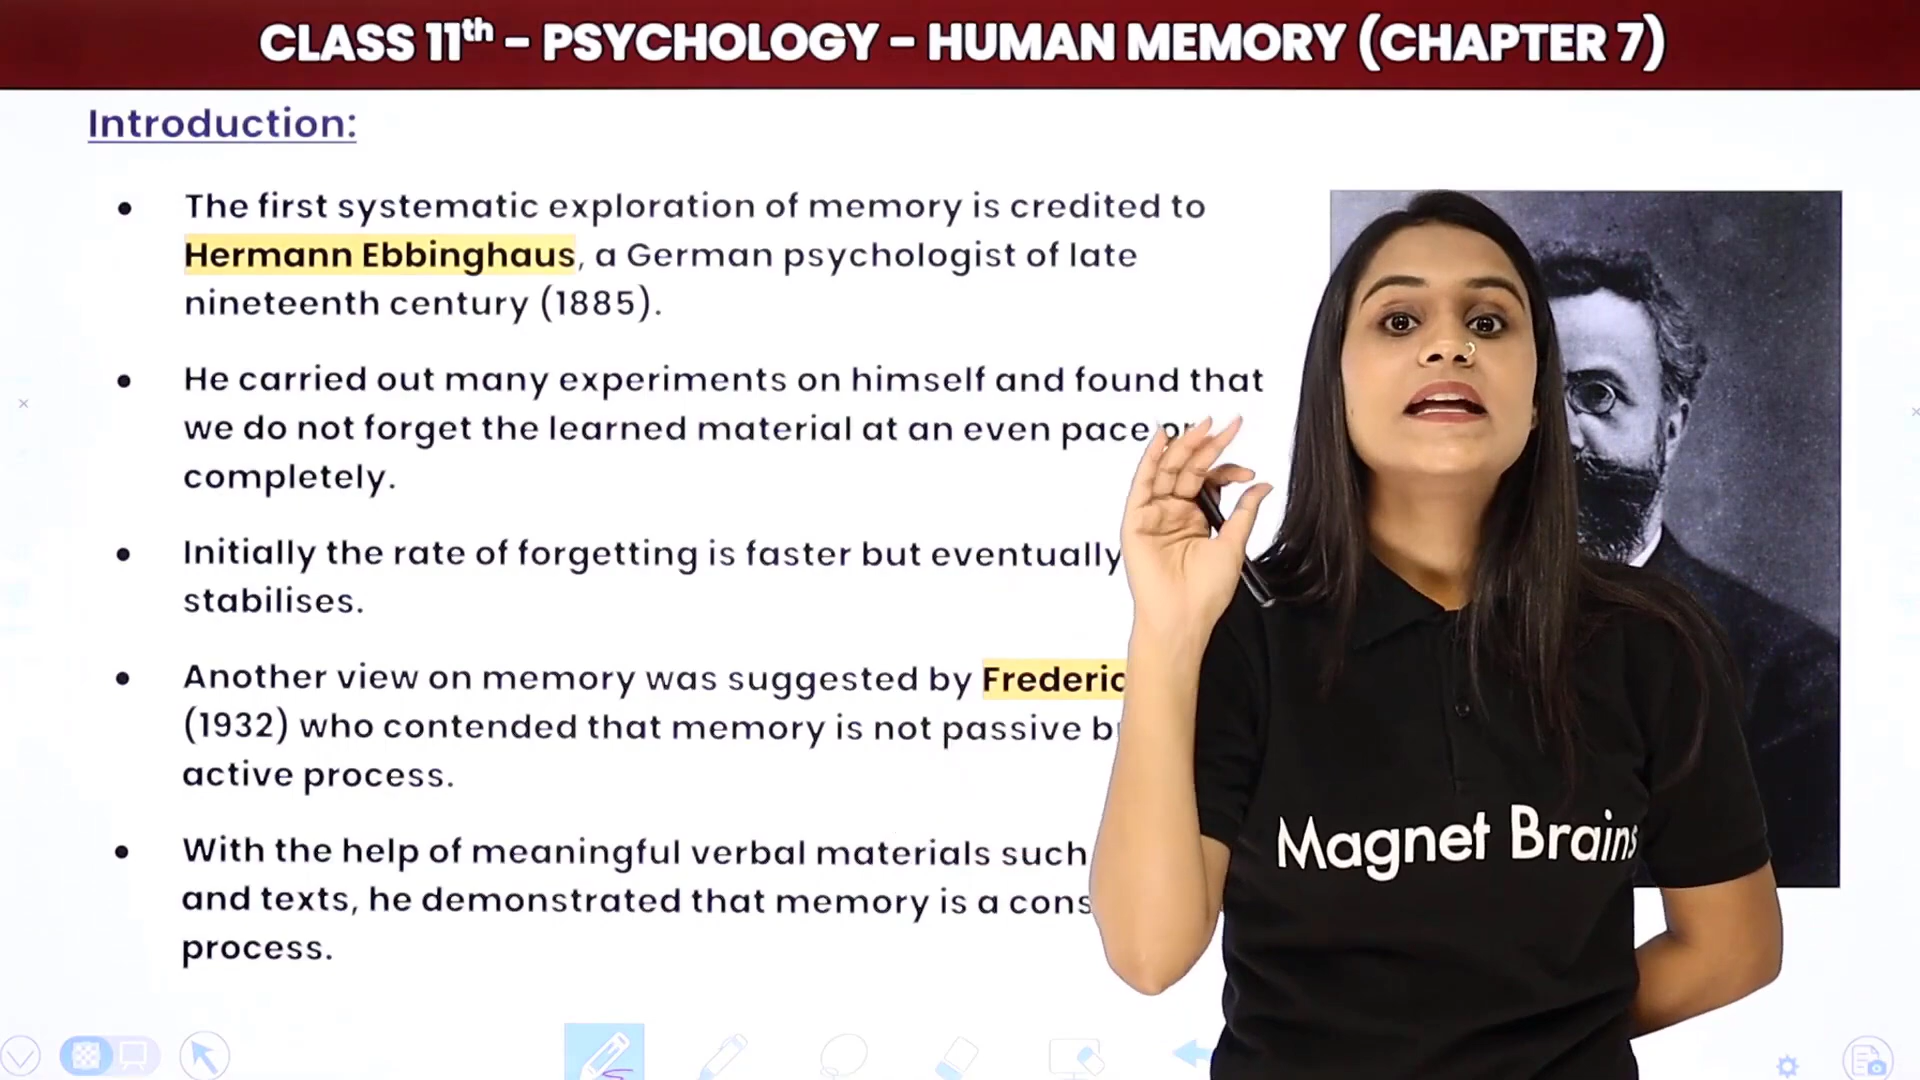 CLASS 11th - PSYCHOLOGY - HUMAN MEMORY (CHAPTER 7)
Introduction:
• The first systematic exploration of memory is credited to
Hermann Ebbinghaus, a German psychologist of late
nineteenth century (1885).
• He carried out many experiments on himself and found that
we do not forget the learned material at an even pace or
completely.
• Initially the rate of forgetting is faster but eventually
stabilises.
• Another view on memory was suggested by Frederic
(1932) who contended that memory is not passive
active process.
• With the help of meaningful verbal materials such
and texts, he demonstrated that memory is a
process.
Magnet Brains